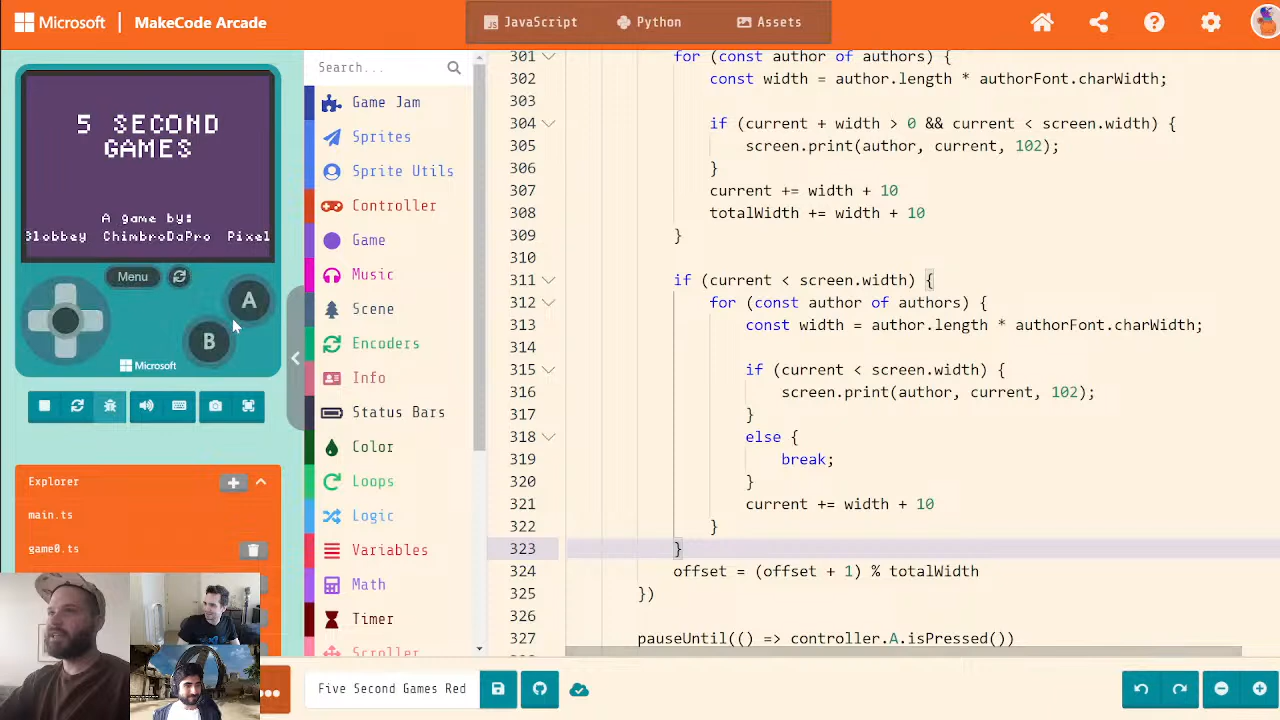 Microsoft | MakeCode Arcade
JavaScript
Python
Assets
5 SECOND
GAMES
A game by:
Blobbey ChimbroDaPro Pixel
Menu
A
B
Microsoft
Explorer
main.ts
game0.ts
Search...
Game Jam
Sprites
Sprite Utils
Controller
Game
Music
Scene
Encoders
Info
Status Bars
Color
Loops
Logic
Variables
Math
Timer
Scroller
301 for (const author of authors) {
302 const width = author.length * authorFont.charWidth;
303
304 if (current + width > 0 && current < screen.width) {
305 screen.print(author, current, 102);
306 }
307 current += width + 10
308 totalWidth += width + 10
309 }
310
311 if (current < screen.width) {
312 for (const author of authors) {
313 const width = author.length * authorFont.charWidth;
314
315 if (current < screen.width) {
316 screen.print(author, current, 102);
317 }
318 else {
319 break;
320 }
321 current += width + 10
322 }
323 }
324 offset = (offset + 1) % totalWidth
325 })
326
327 pauseUntil(() => controller.A.isPressed())
Five Second Games Red